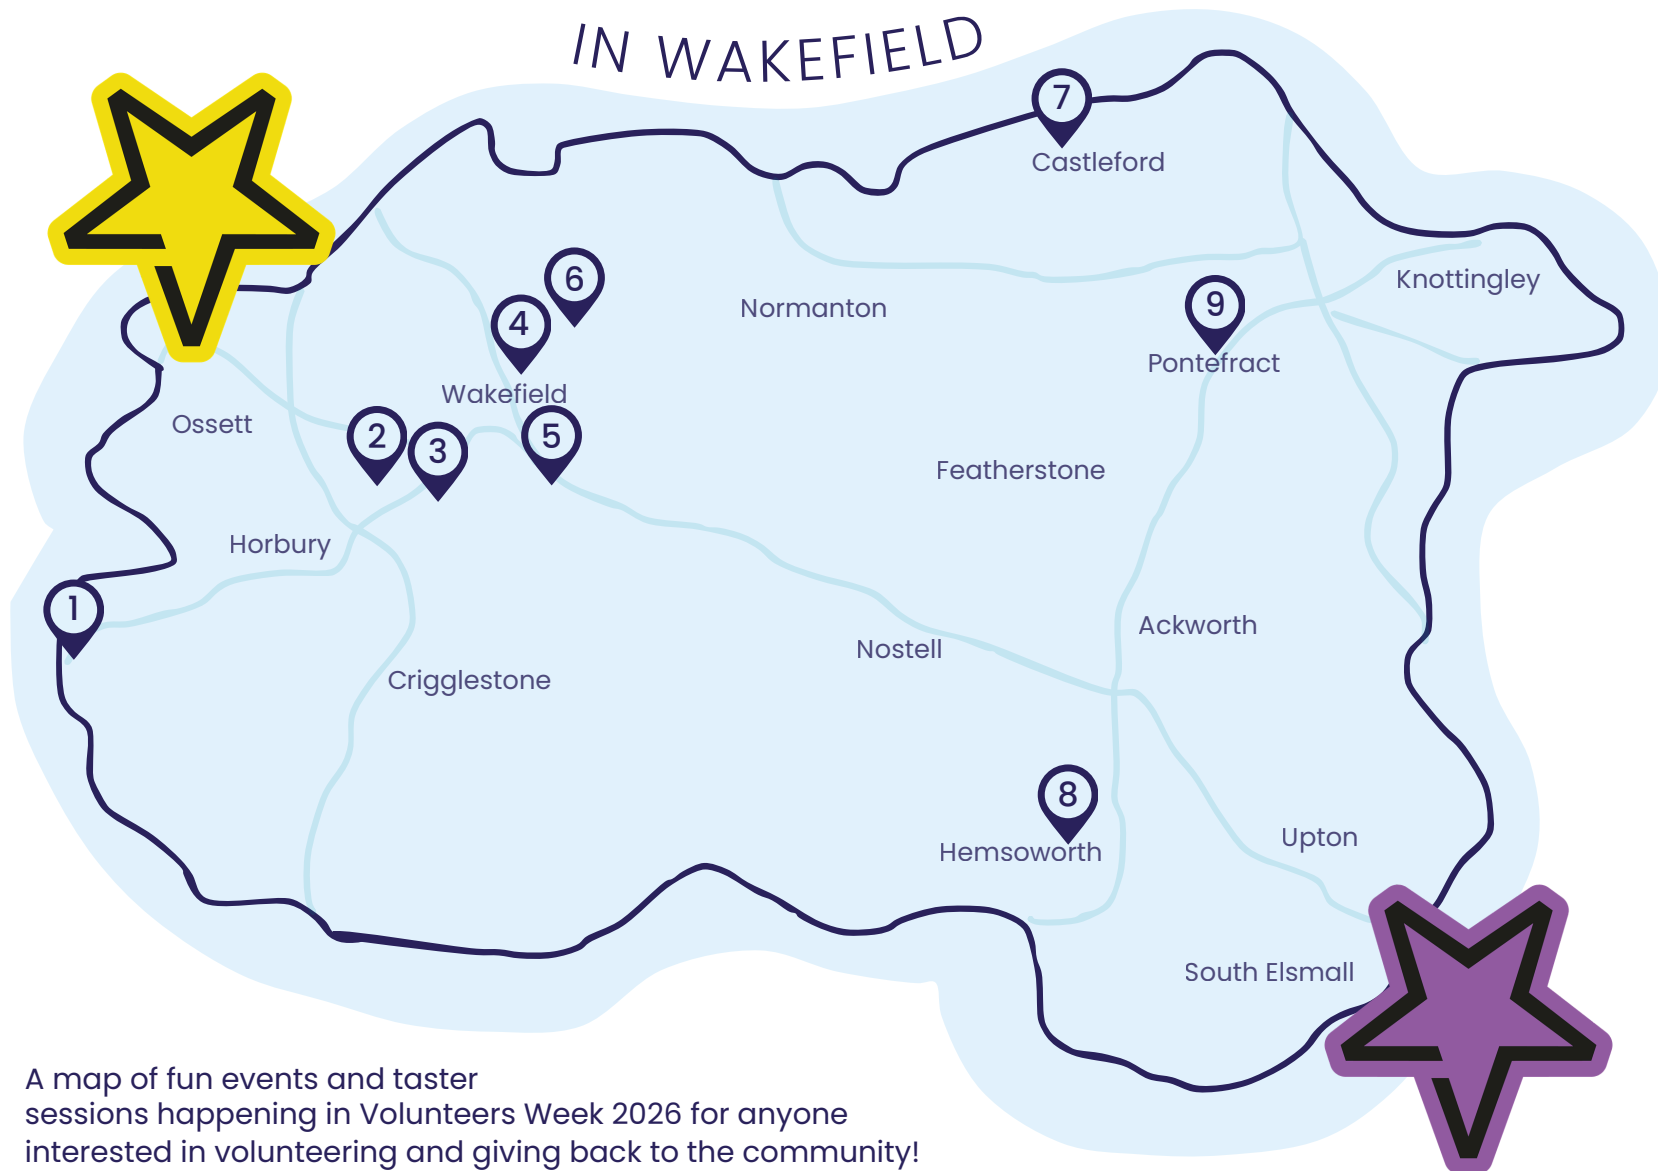 IN WAKEFIELD
7
Castleford
6
Knottingley
4
Normanton
9
Pontefract
Wakefield
Ossett
2
3
5
Featherstone
Horbury
1
Ackworth
Nostell
Crigglestone
8
Upton
Hemsoworth
South Elsmall
A map of fun events and taster
sessions happening in Volunteers Week 2026 for anyone
interested in volunteering and giving back to the community!